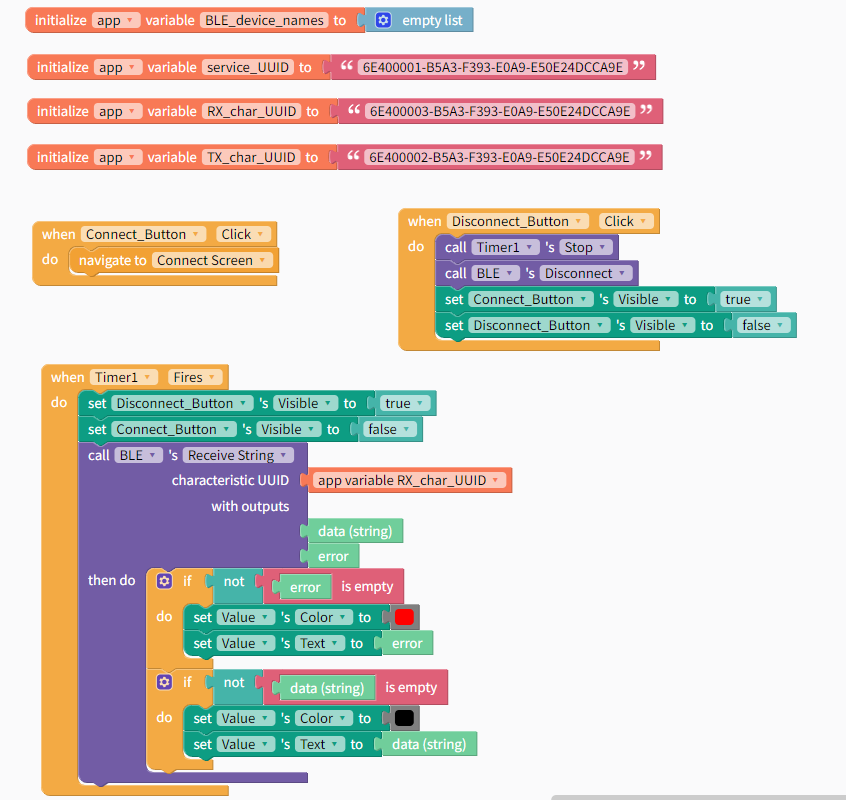 initialize app variable BLE_device_names to empty list
initialize app variable service_UUID to “ 6E400001-B5A3-F393-E0A9-E50E24DCCA9E ”
initialize app variable RX_char_UUID to “ 6E400003-B5A3-F393-E0A9-E50E24DCCA9E ”
initialize app variable TX_char_UUID to “ 6E400002-B5A3-F393-E0A9-E50E24DCCA9E ”
when Connect_Button Click
do navigate to Connect Screen
when Disconnect_Button Click
do call Timer1 's Stop
call BLE 's Disconnect
set Connect_Button 's Visible to true
set Disconnect_Button 's Visible to false
when Timer1 Fires
do set Disconnect_Button 's Visible to true
set Connect_Button 's Visible to false
call BLE 's Receive String
characteristic UUID app variable RX_char_UUID
with outputs
data (string)
error
then do if not error is empty
do set Value 's Color to
set Value 's Text to error
if not data (string) is empty
do set Value 's Color to
set Value 's Text to data (string)